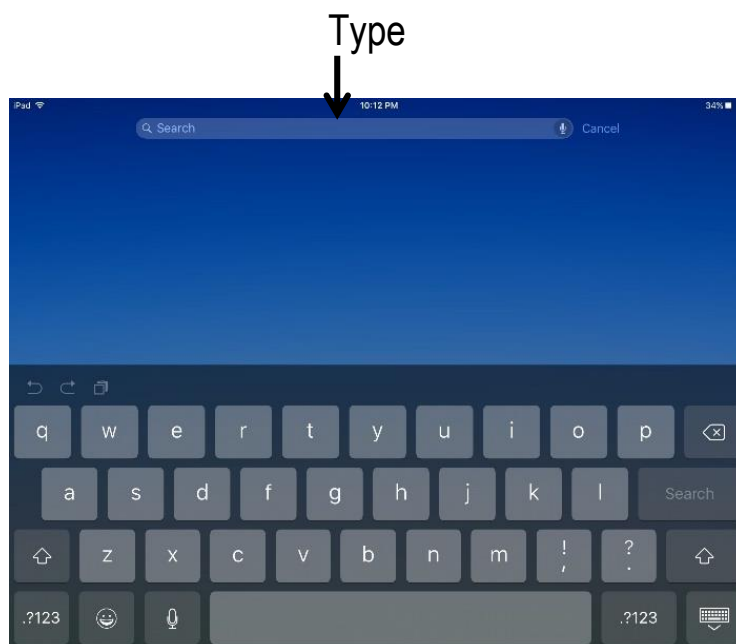 Type
iPad 10:12 PM 34%
Search Cancel
q w e r t y u i o p
a s d f g h j k l Search
z x c v b n m ! , ? .
.?123 .?123